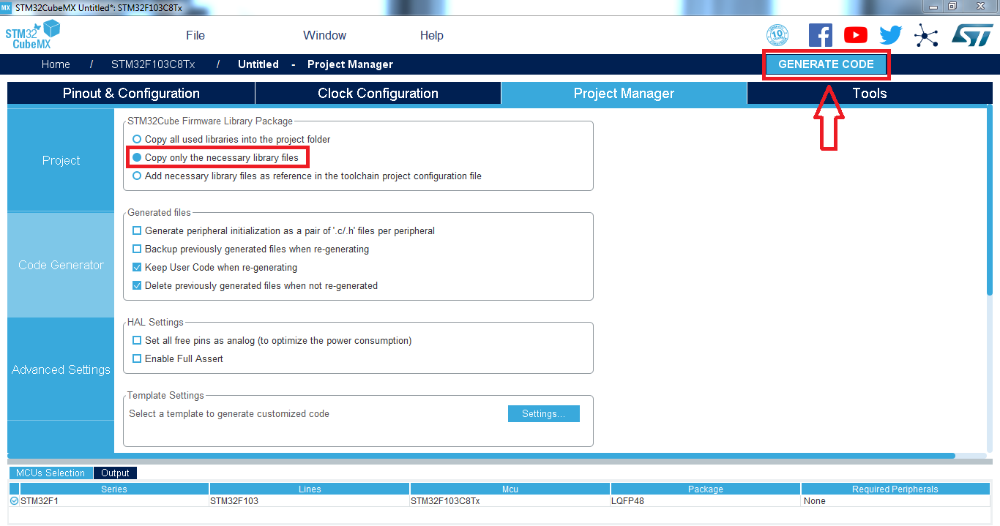 MX STM32CubeMX Untitled*: STM32F103C8Tx
STM32
CubeMX
File Window Help
10
Home / STM32F103C8Tx / Untitled - Project Manager
GENERATE CODE
Pinout & Configuration
Clock Configuration
Project Manager
Tools
Project
Code Generator
Advanced Settings
STM32Cube Firmware Library Package
Copy all used libraries into the project folder
Copy only the necessary library files
Add necessary library files as reference in the toolchain project configuration file
Generated files
Generate peripheral initialization as a pair of '.c/.h' files per peripheral
Backup previously generated files when re-generating
Keep User Code when re-generating
Delete previously generated files when not re-generated
HAL Settings
Set all free pins as analog (to optimize the power consumption)
Enable Full Assert
Template Settings
Select a template to generate customized code
Settings...
MCUs Selection Output
Series Lines Mcu Package Required Peripherals
STM32F1 STM32F103 STM32F103C8Tx LQFP48 None